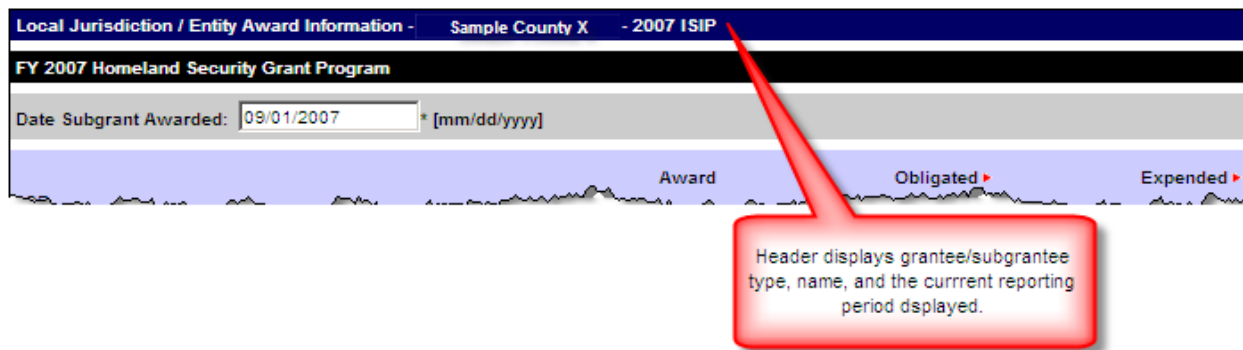 Local Jurisdiction / Entity Award Information - Sample County X - 2007 ISIP
FY 2007 Homeland Security Grant Program
Date Subgrant Awarded: 09/01/2007 * [mm/dd/yyyy]
Award Obligated Expended
Header displays grantee/subgrantee
type, name, and the currrent reporting
period dsplayed.